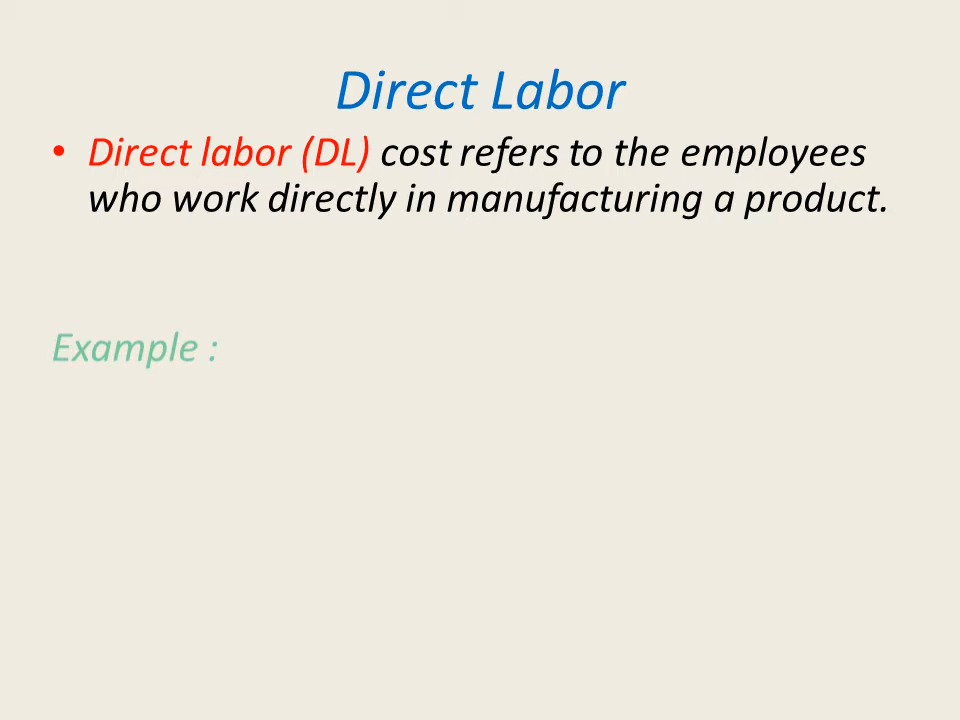 Direct Labor
• Direct labor (DL) cost refers to the employees
who work directly in manufacturing a product.
Example :